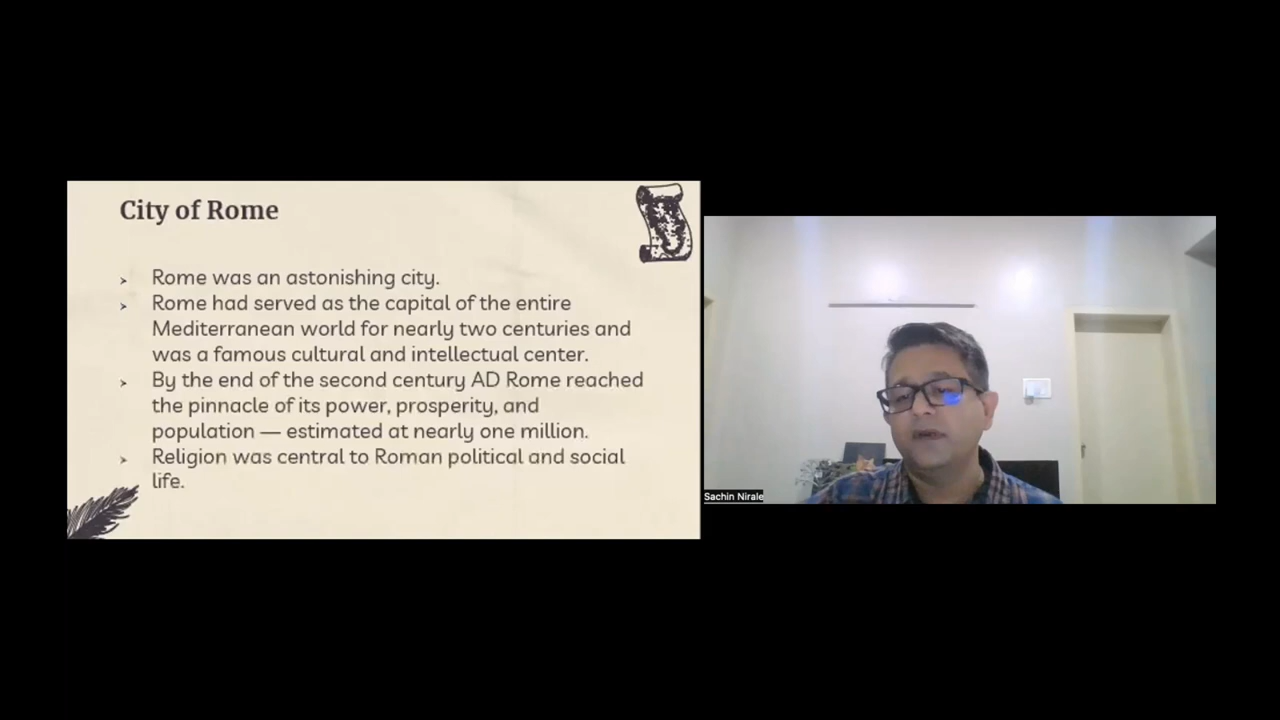 City of Rome
Rome was an astonishing city.
Rome had served as the capital of the entire
Mediterranean world for nearly two centuries and
was a famous cultural and intellectual center.
By the end of the second century AD Rome reached
the pinnacle of its power, prosperity, and
population — estimated at nearly one million.
Religion was central to Roman political and social
life.
Sachin Nirale